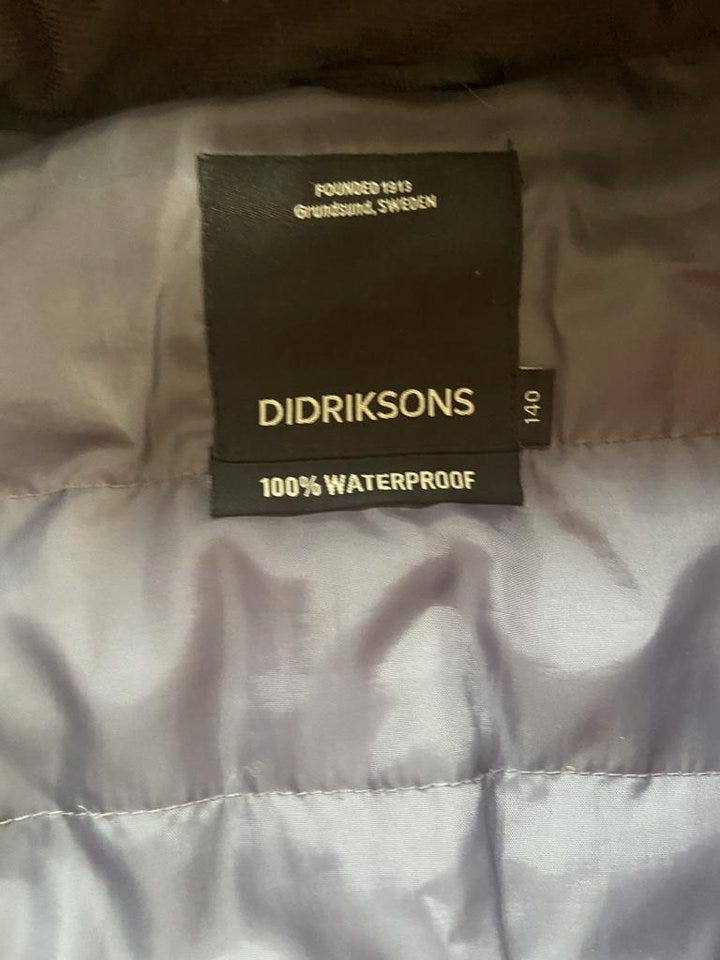 FOUNDED 1913
Grundsund, SWEDEN
DIDRIKSONS
140
100% WATERPROOF